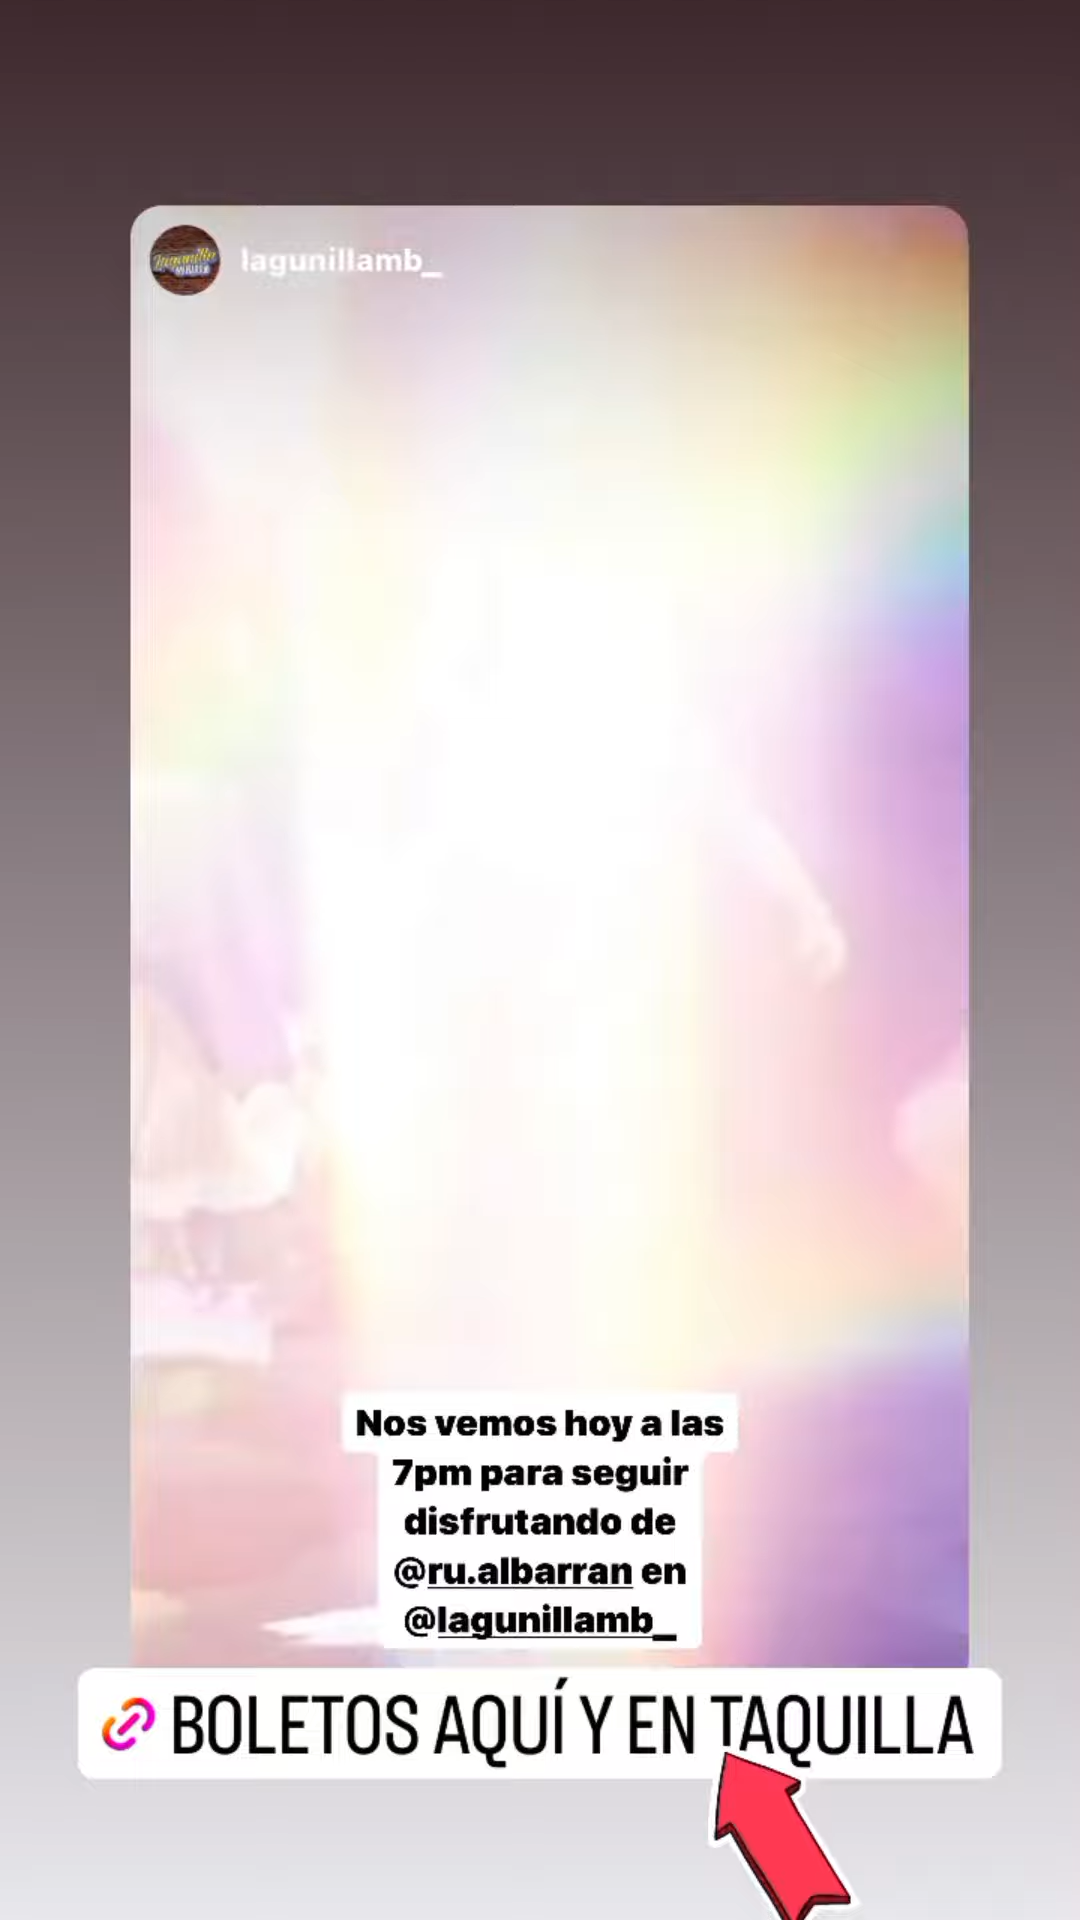 lagunillamb_
Nos vemos hoy a las
7pm para seguir
disfrutando de
@ru.albarran en
@lagunillamb_
BOLETOS AQUÍ Y EN TAQUILLA